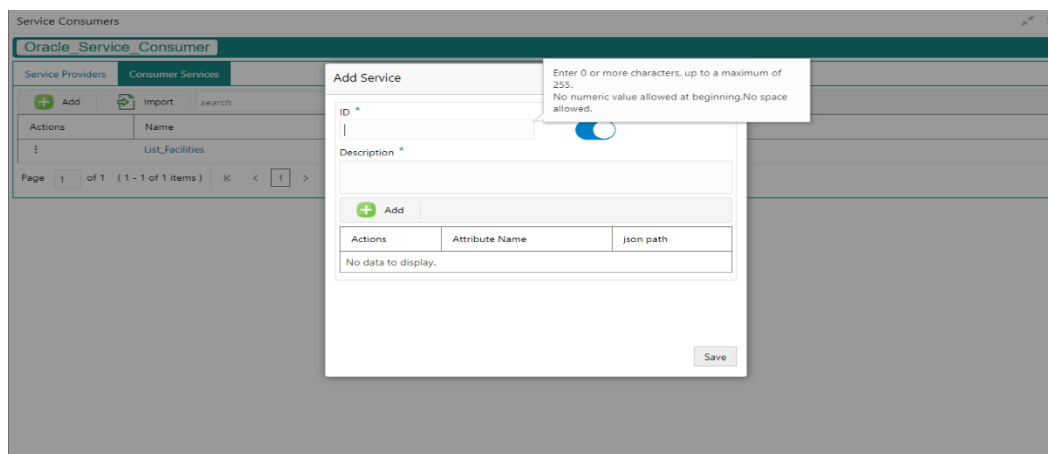 Service Consumers
Oracle_Service_Consumer
Service Providers Consumer Services
Add Import search
Actions Name
List_Facilities
Page 1 of 1 (1 - 1 of 1 items) K < 1 >
Add Service
Enter 0 or more characters, up to a maximum of
255.
No numeric value allowed at beginning.No space
allowed.
ID *
Description *
Add
Actions Attribute Name json path
No data to display.
Save